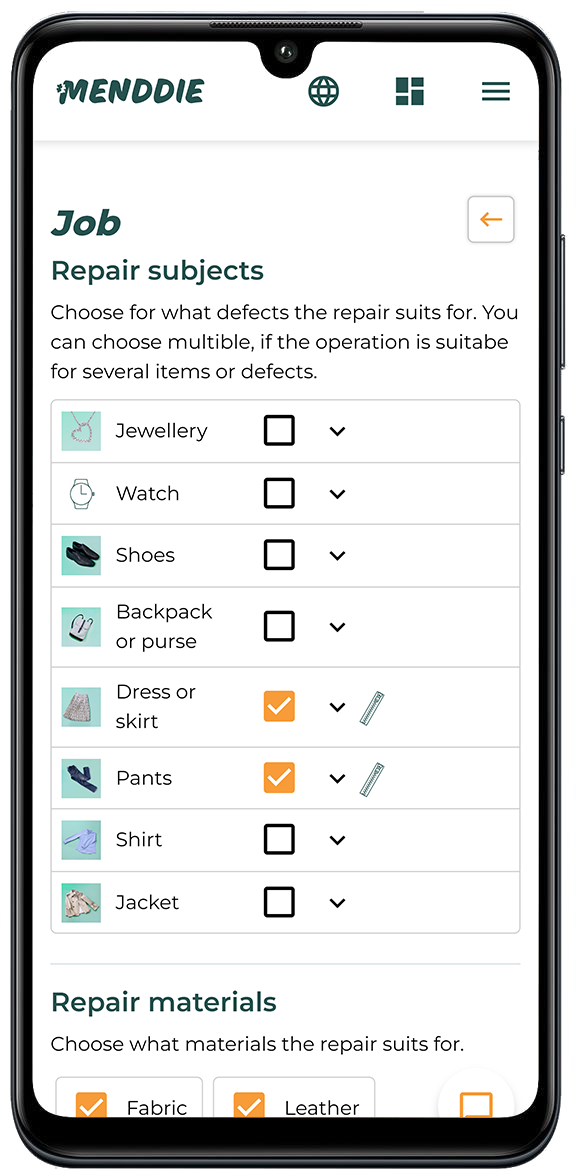 MENDDIE
Job
Repair subjects
Choose for what defects the repair suits for. You
can choose multible, if the operation is suitabe
for several items or defects.
Jewellery
Watch
Shoes
Backpack
or purse
Dress or
skirt
Pants
Shirt
Jacket
Repair materials
Choose what materials the repair suits for.
Fabric
Leather